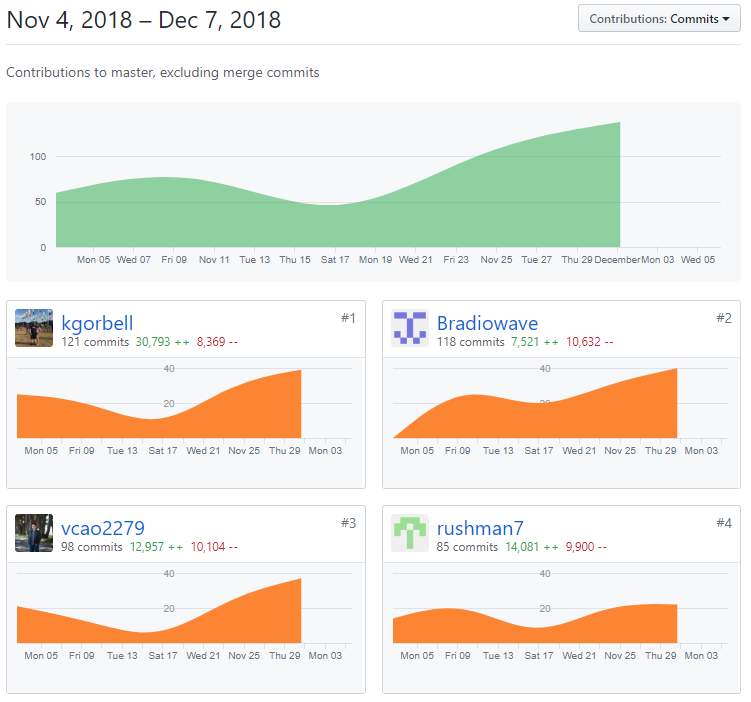 Nov 4, 2018 – Dec 7, 2018
Contributions: Commits
Contributions to master, excluding merge commits
100
50
0
Mon 05 Wed 07 Fri 09 Nov 11 Tue 13 Thu 15 Sat 17 Mon 19 Wed 21 Fri 23 Nov 25 Tue 27 Thu 29 December Mon 03 Wed 05
kgorbell #1
121 commits 30,793 ++ 8,369 --
40
20
Mon 05 Fri 09 Tue 13 Sat 17 Wed 21 Nov 25 Thu 29 Mon 03
Bradiowave #2
118 commits 7,521 ++ 10,632 --
40
20
Mon 05 Fri 09 Tue 13 Sat 17 Wed 21 Nov 25 Thu 29 Mon 03
vcao2279 #3
98 commits 12,957 ++ 10,104 --
40
20
Mon 05 Fri 09 Tue 13 Sat 17 Wed 21 Nov 25 Thu 29 Mon 03
rushman7 #4
85 commits 14,081 ++ 9,900 --
40
20
Mon 05 Fri 09 Tue 13 Sat 17 Wed 21 Nov 25 Thu 29 Mon 03